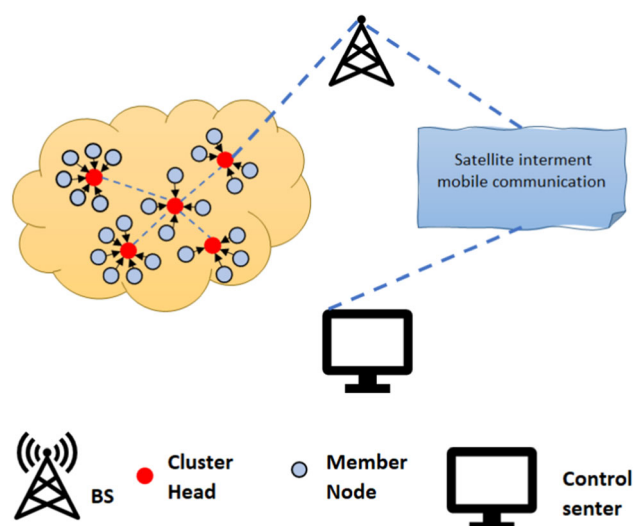 Satellite interment
mobile communication
BS
Cluster
Head
Member
Node
Control
senter